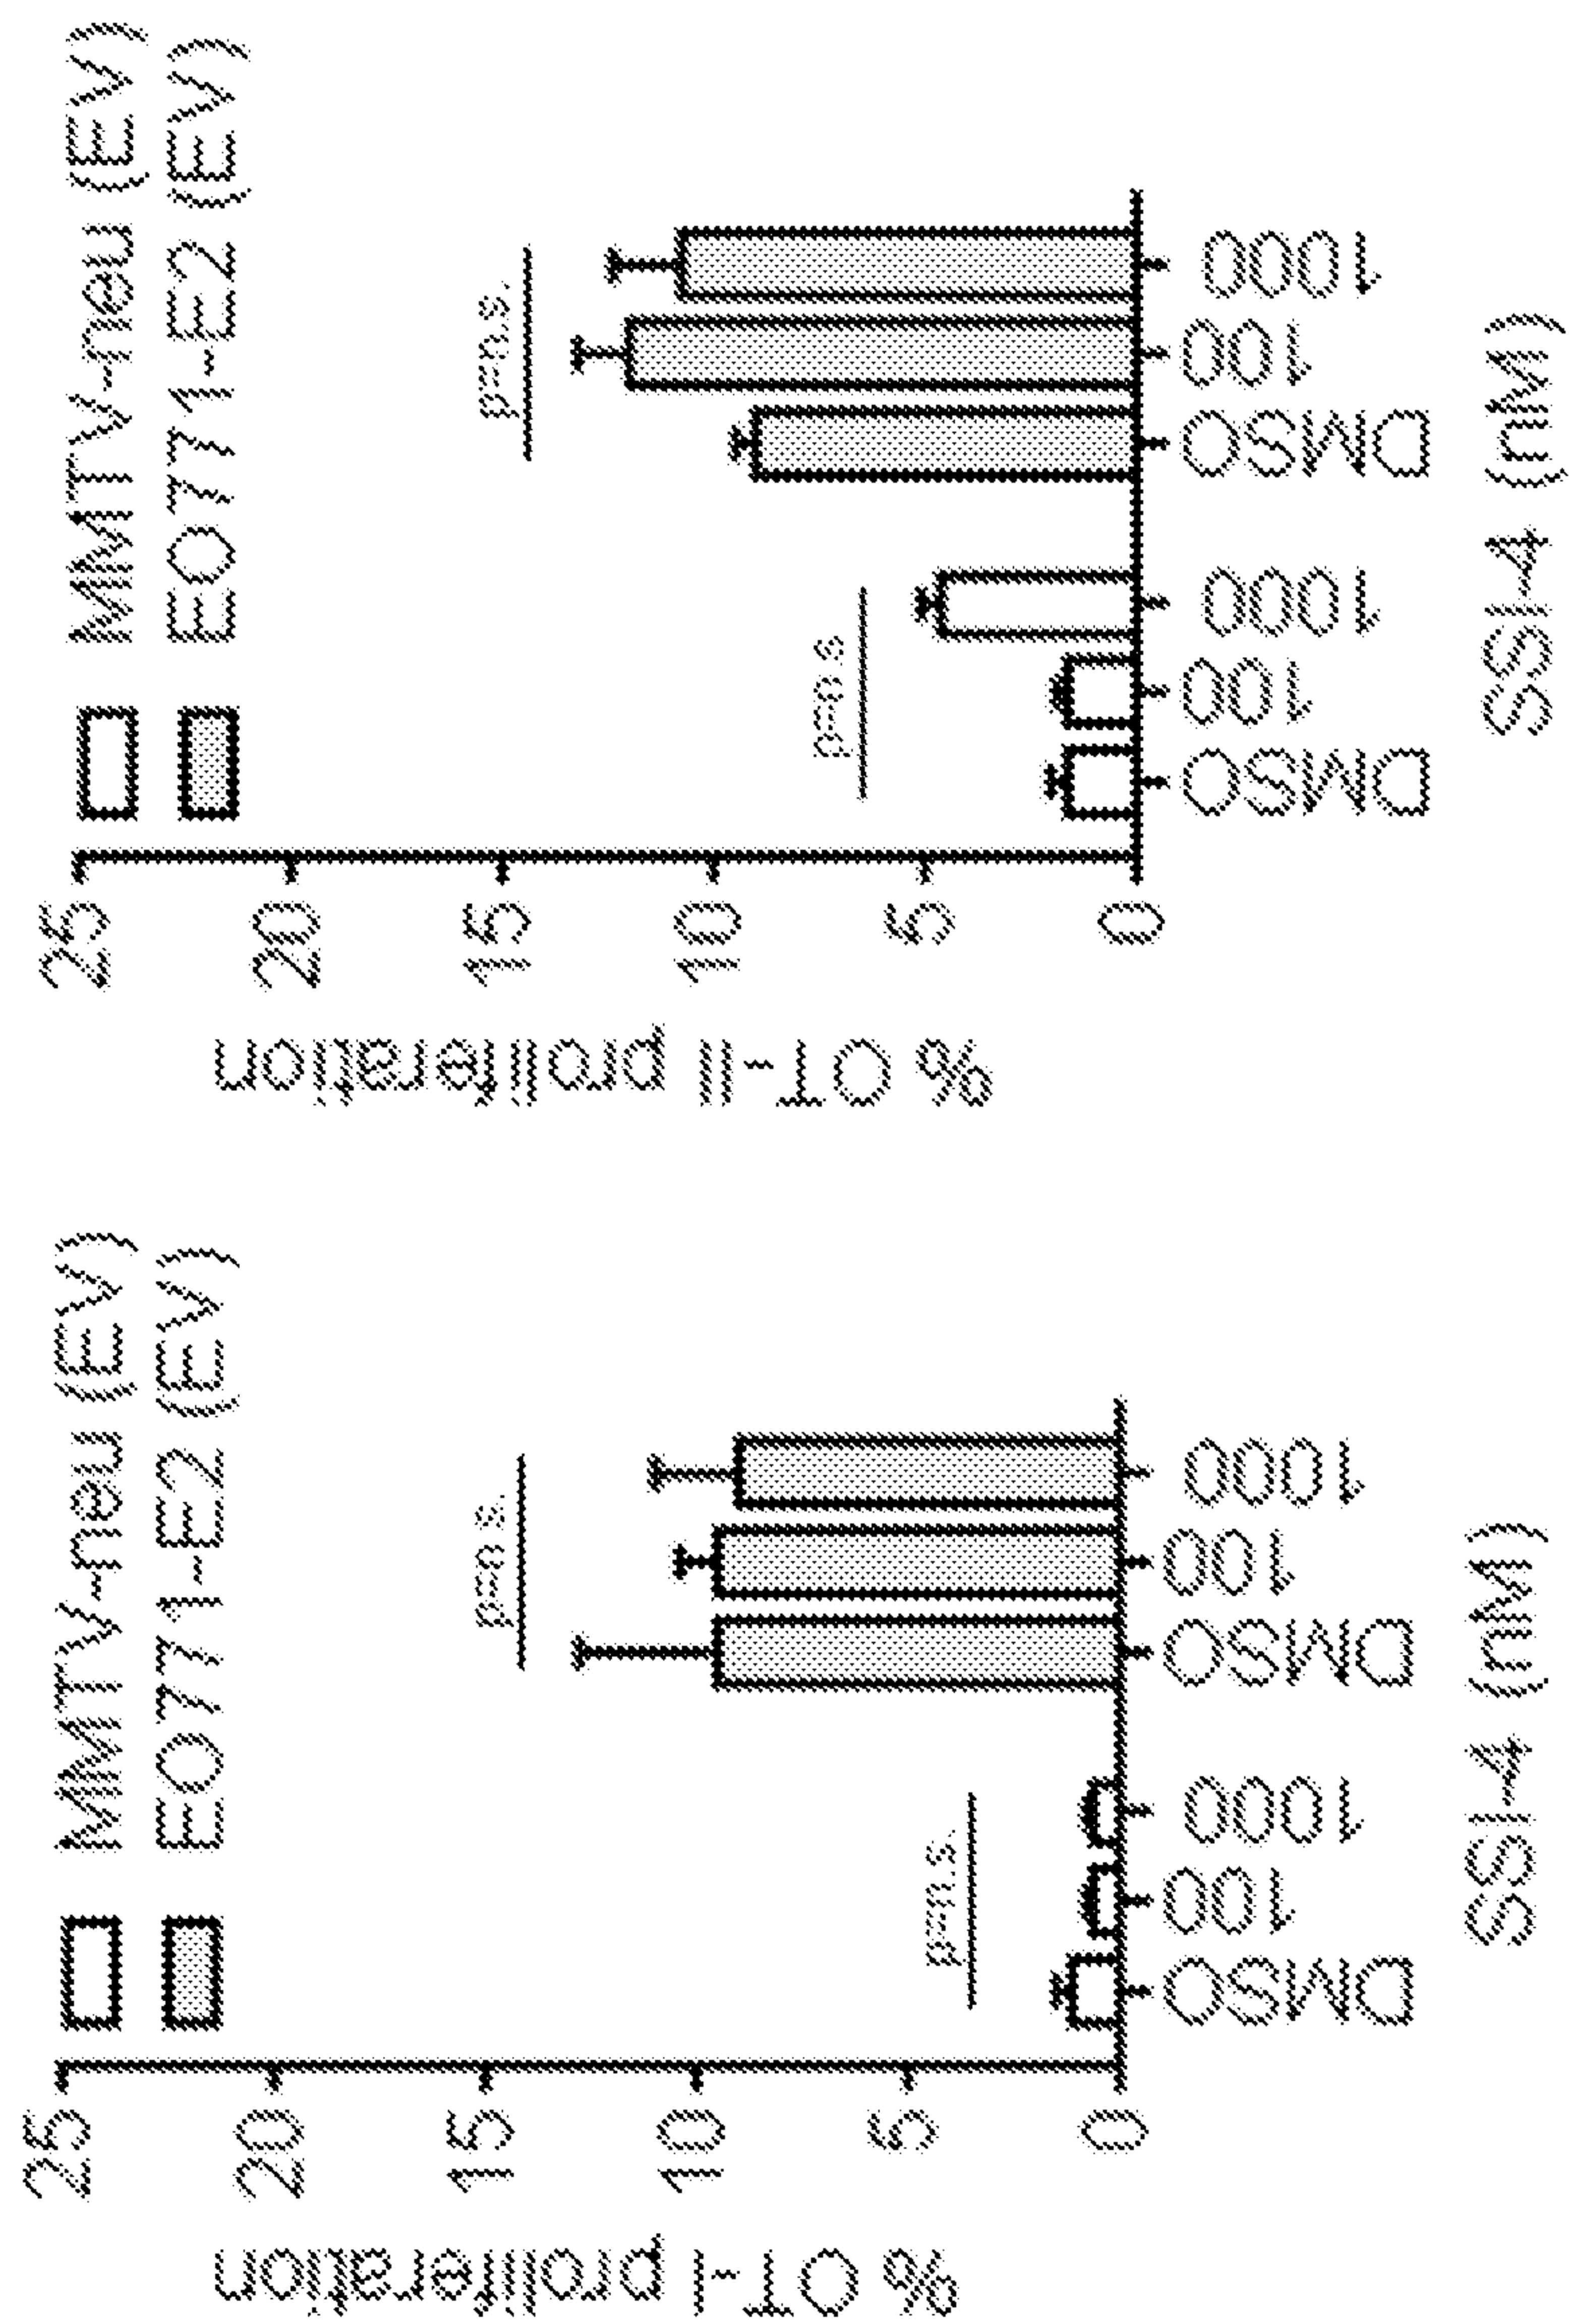 % OT-I proliferation
25
20
15
10
5
0
MMTV-neu (EV)
EO771-E2 (EV)
p=n.s.
p=n.s.
DMSO
100
1000
DMSO
100
1000
SSI-4 (nM)
% OT-II proliferation
25
20
15
10
5
0
MMTV-neu (EV)
EO771-E2 (EV)
p=n.s
p=n.s.
DMSO
100
1000
DMSO
100
1000
SSI-4 (nM)